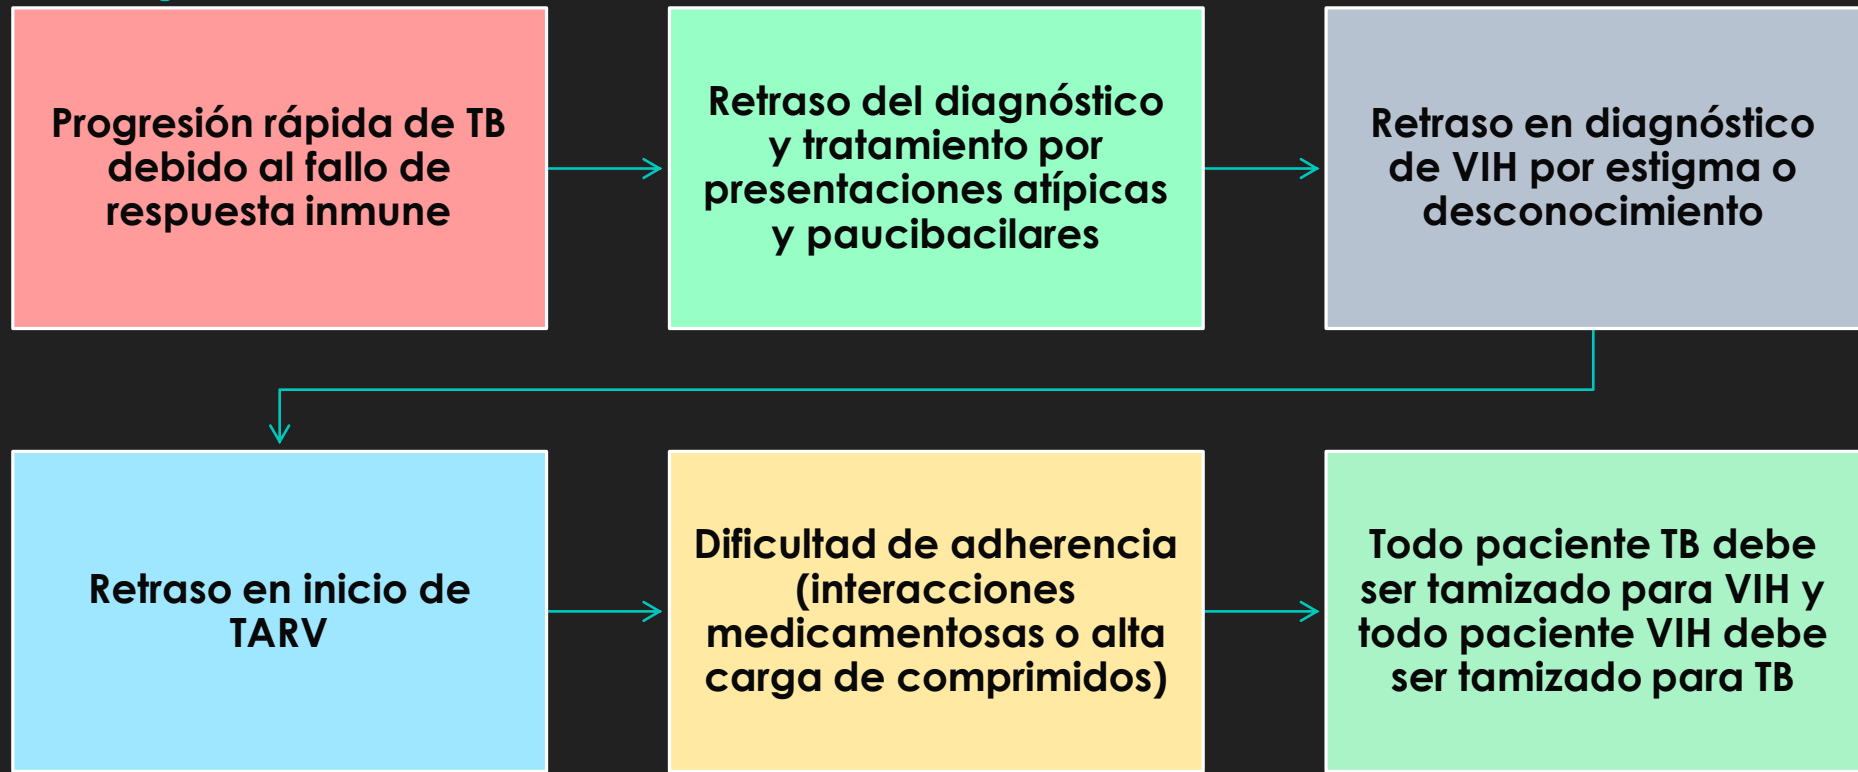 Progresión rápida de TB
debido al fallo de
respuesta inmune
Retraso del diagnóstico
y tratamiento por
presentaciones atípicas
y paucibacilares
Retraso en diagnóstico
de VIH por estigma o
desconocimiento
Retraso en inicio de
TARV
Dificultad de adherencia
(interacciones
medicamentosas o alta
carga de comprimidos)
Todo paciente TB debe
ser tamizado para VIH y
todo paciente VIH debe
ser tamizado para TB